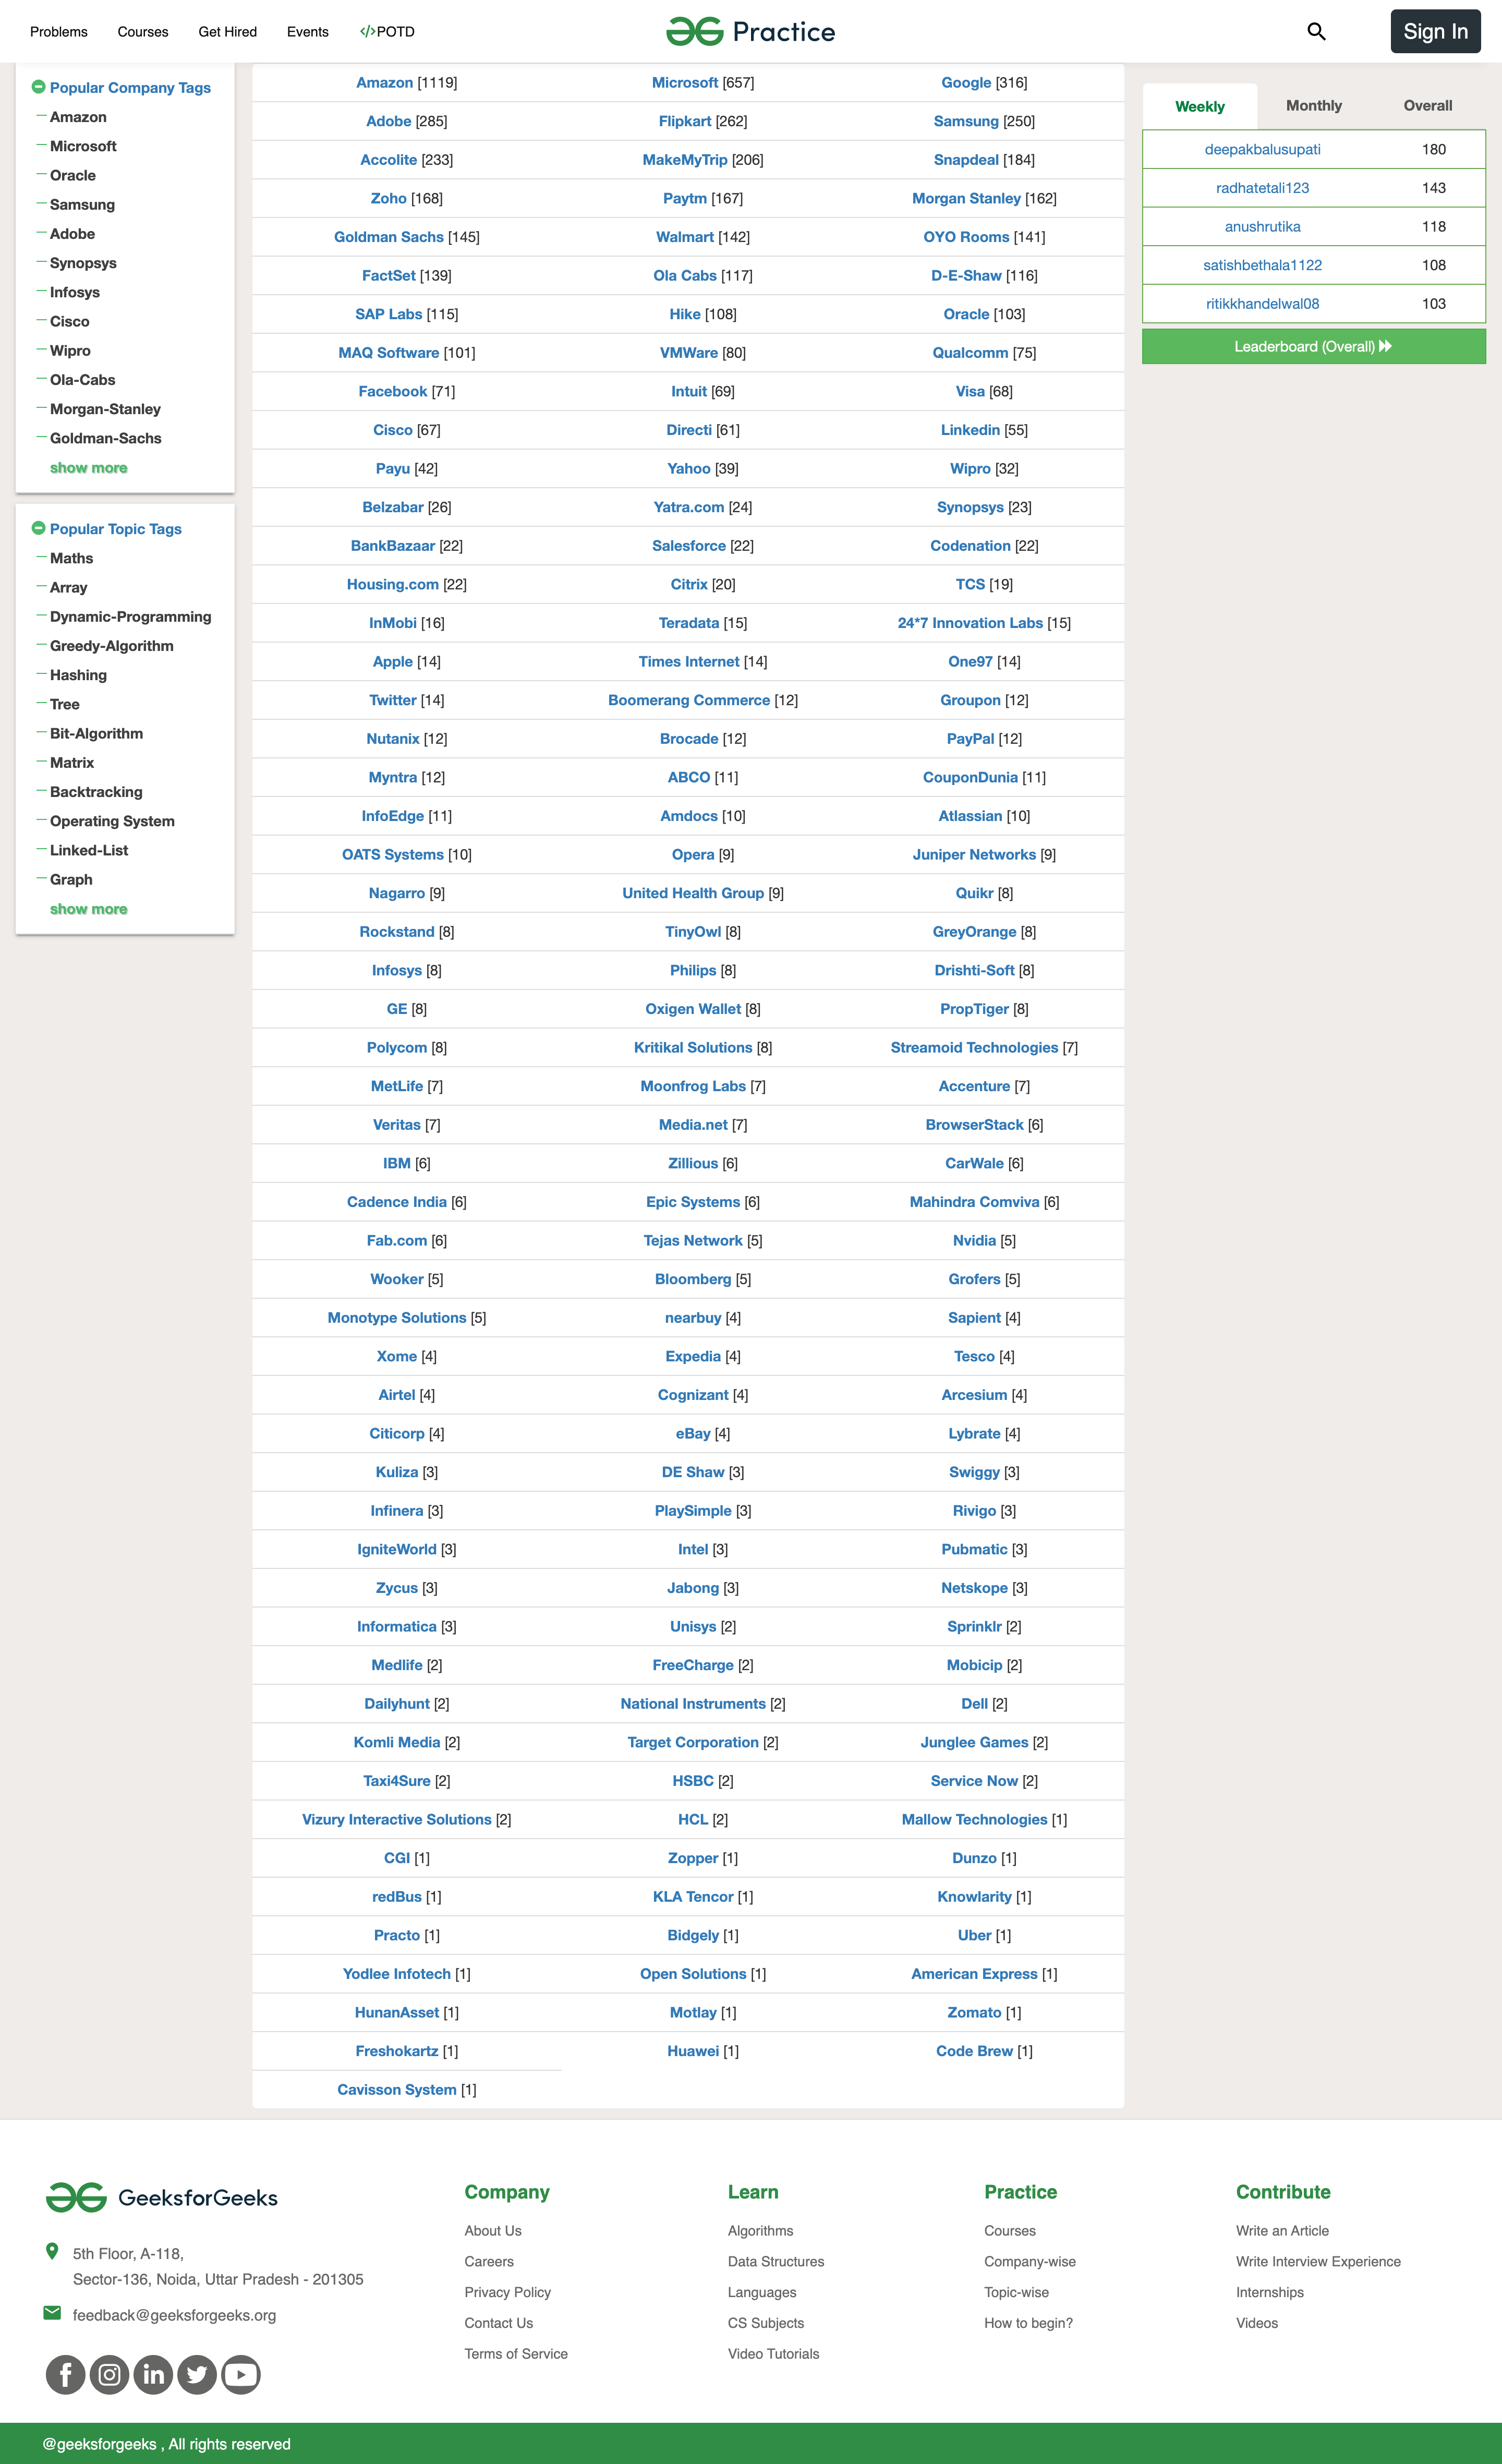 Problems Courses Get Hired Events </>POTD Practice Sign In
Popular Company Tags
Amazon
Microsoft
Oracle
Samsung
Adobe
Synopsys
Infosys
Cisco
Wipro
Ola-Cabs
Morgan-Stanley
Goldman-Sachs
show more
Popular Topic Tags
Maths
Array
Dynamic-Programming
Greedy-Algorithm
Hashing
Tree
Bit-Algorithm
Matrix
Backtracking
Operating System
Linked-List
Graph
show more
Amazon [1119] Microsoft [657] Google [316]
Adobe [285] Flipkart [262] Samsung [250]
Accolite [233] MakeMyTrip [206] Snapdeal [184]
Zoho [168] Paytm [167] Morgan Stanley [162]
Goldman Sachs [145] Walmart [142] OYO Rooms [141]
FactSet [139] Ola Cabs [117] D-E-Shaw [116]
SAP Labs [115] Hike [108] Oracle [103]
MAQ Software [101] VMWare [80] Qualcomm [75]
Facebook [71] Intuit [69] Visa [68]
Cisco [67] Directi [61] Linkedin [55]
Payu [42] Yahoo [39] Wipro [32]
Belzabar [26] Yatra.com [24] Synopsys [23]
BankBazaar [22] Salesforce [22] Codenation [22]
Housing.com [22] Citrix [20] TCS [19]
InMobi [16] Teradata [15] 24*7 Innovation Labs [15]
Apple [14] Times Internet [14] One97 [14]
Twitter [14] Boomerang Commerce [12] Groupon [12]
Nutanix [12] Brocade [12] PayPal [12]
Myntra [12] ABCO [11] CouponDunia [11]
InfoEdge [11] Amdocs [10] Atlassian [10]
OATS Systems [10] Opera [9] Juniper Networks [9]
Nagarro [9] United Health Group [9] Quikr [8]
Rockstand [8] TinyOwl [8] GreyOrange [8]
Infosys [8] Philips [8] Drishti-Soft [8]
GE [8] Oxigen Wallet [8] PropTiger [8]
Polycom [8] Kritikal Solutions [8] Streamoid Technologies [7]
MetLife [7] Moonfrog Labs [7] Accenture [7]
Veritas [7] Media.net [7] BrowserStack [6]
IBM [6] Zillious [6] CarWale [6]
Cadence India [6] Epic Systems [6] Mahindra Comviva [6]
Fab.com [6] Tejas Network [5] Nvidia [5]
Wooker [5] Bloomberg [5] Grofers [5]
Monotype Solutions [5] nearbuy [4] Sapient [4]
Xome [4] Expedia [4] Tesco [4]
Airtel [4] Cognizant [4] Arcesium [4]
Citicorp [4] eBay [4] Lybrate [4]
Kuliza [3] DE Shaw [3] Swiggy [3]
Infinera [3] PlaySimple [3] Rivigo [3]
IgniteWorld [3] Intel [3] Pubmatic [3]
Zycus [3] Jabong [3] Netskope [3]
Informatica [3] Unisys [2] Sprinklr [2]
Medlife [2] FreeCharge [2] Mobicip [2]
Dailyhunt [2] National Instruments [2] Dell [2]
Komli Media [2] Target Corporation [2] Junglee Games [2]
Taxi4Sure [2] HSBC [2] Service Now [2]
Vizury Interactive Solutions [2] HCL [2] Mallow Technologies [1]
CGI [1] Zopper [1] Dunzo [1]
redBus [1] KLA Tencor [1] Knowlarity [1]
Practo [1] Bidgely [1] Uber [1]
Yodlee Infotech [1] Open Solutions [1] American Express [1]
HunanAsset [1] Motlay [1] Zomato [1]
Freshokartz [1] Huawei [1] Code Brew [1]
Cavisson System [1]
Weekly Monthly Overall
deepakbalusupati 180
radhatetali123 143
anushrutika 118
satishbethala1122 108
ritikkhandelwal08 103
Leaderboard (Overall)
GeeksforGeeks
5th Floor, A-118,
Sector-136, Noida, Uttar Pradesh - 201305
feedback@geeksforgeeks.org
Company
About Us
Careers
Privacy Policy
Contact Us
Terms of Service
Learn
Algorithms
Data Structures
Languages
CS Subjects
Video Tutorials
Practice
Courses
Company-wise
Topic-wise
How to begin?
Contribute
Write an Article
Write Interview Experience
Internships
Videos
@geeksforgeeks , All rights reserved